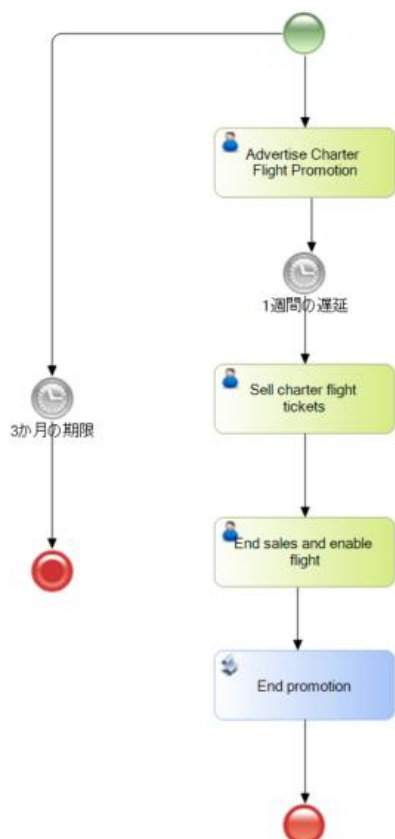 Advertise Charter
Flight Promotion
1週間の遅延
Sell charter flight
tickets
3か月の期限
End sales and enable
flight
End promotion